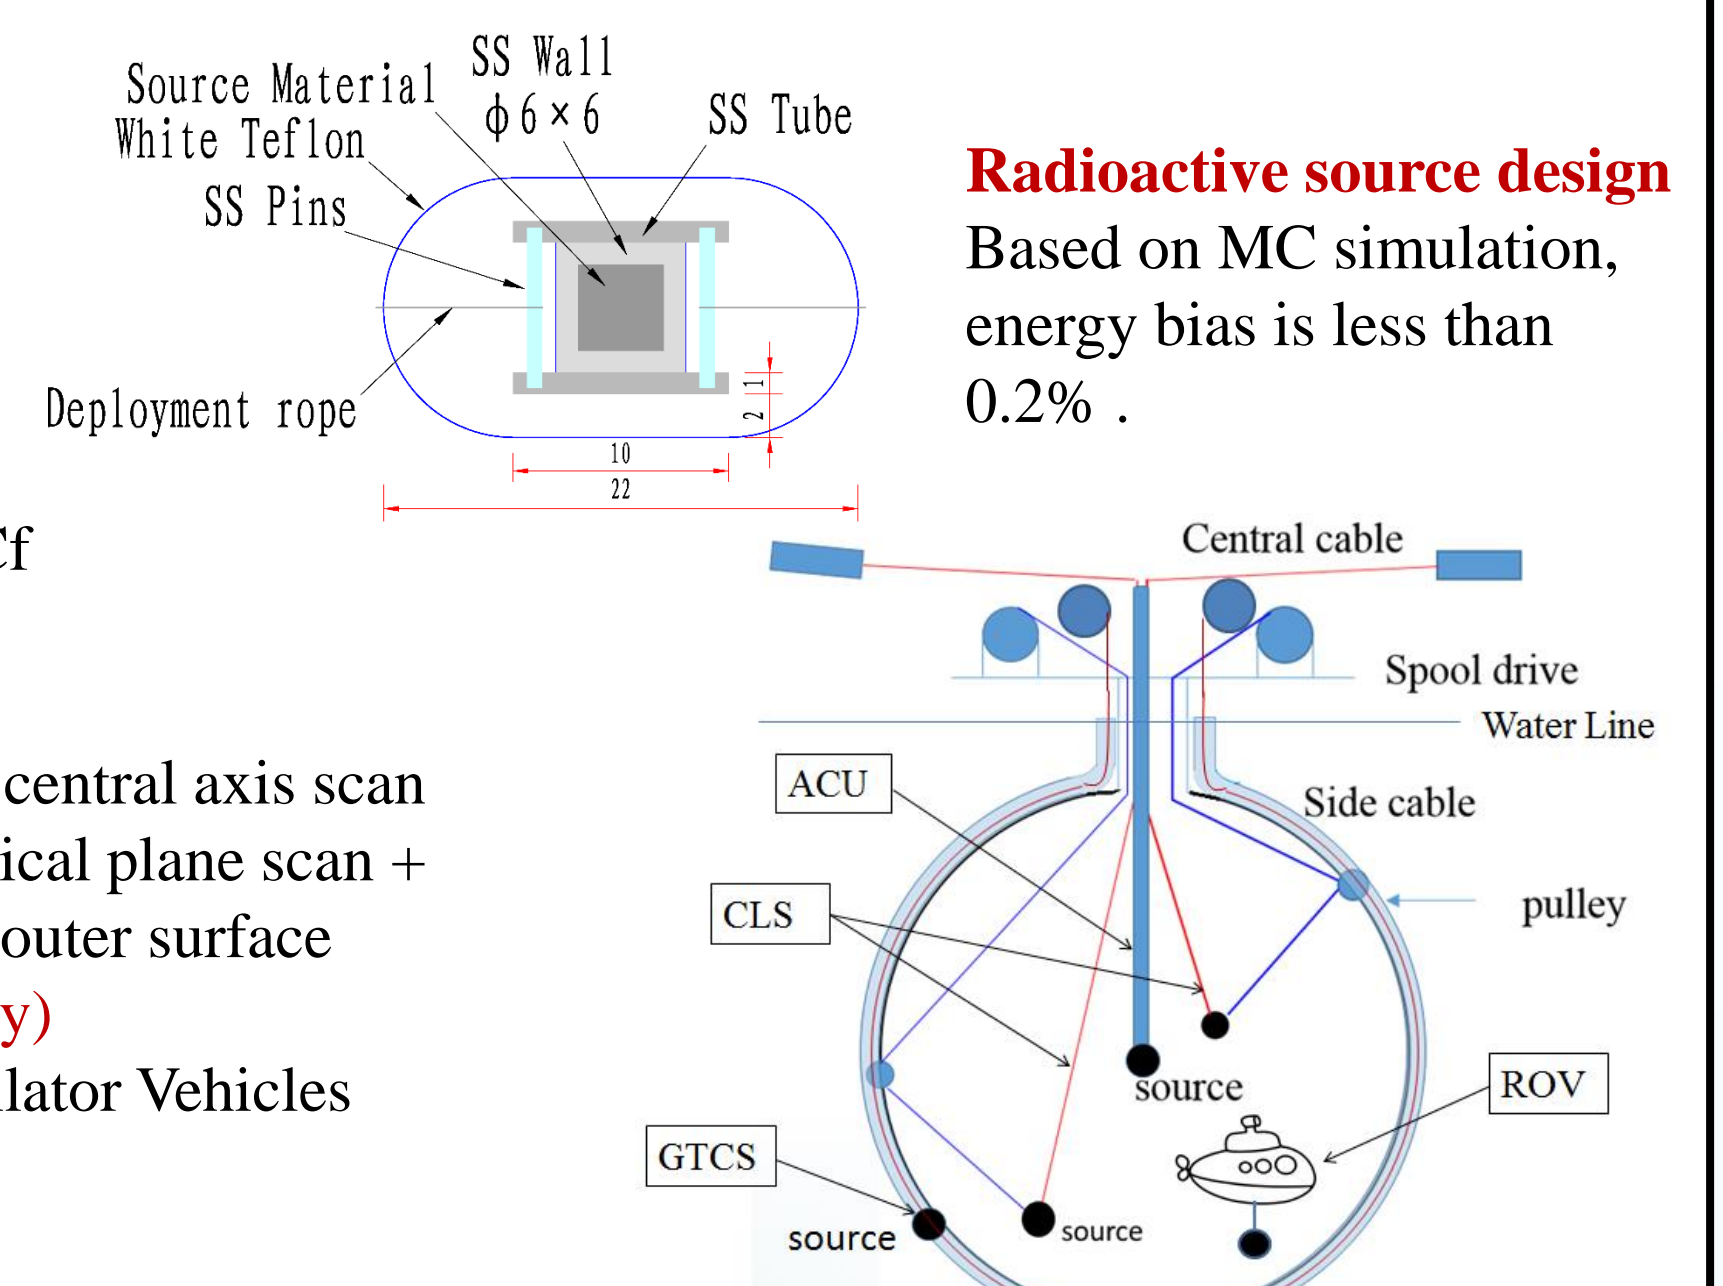 SS Wall
Source Material
ϕ6×6
SS Tube
White Teflon
SS Pins
Deployment rope
1
2
10
22
Radioactive source design
Based on MC simulation,
energy bias is less than
0.2% .
Cf
central axis scan
ical plane scan +
outer surface
y)
lator Vehicles
Central cable
Spool drive
Water Line
ACU
Side cable
CLS
pulley
source
ROV
GTCS
source
source